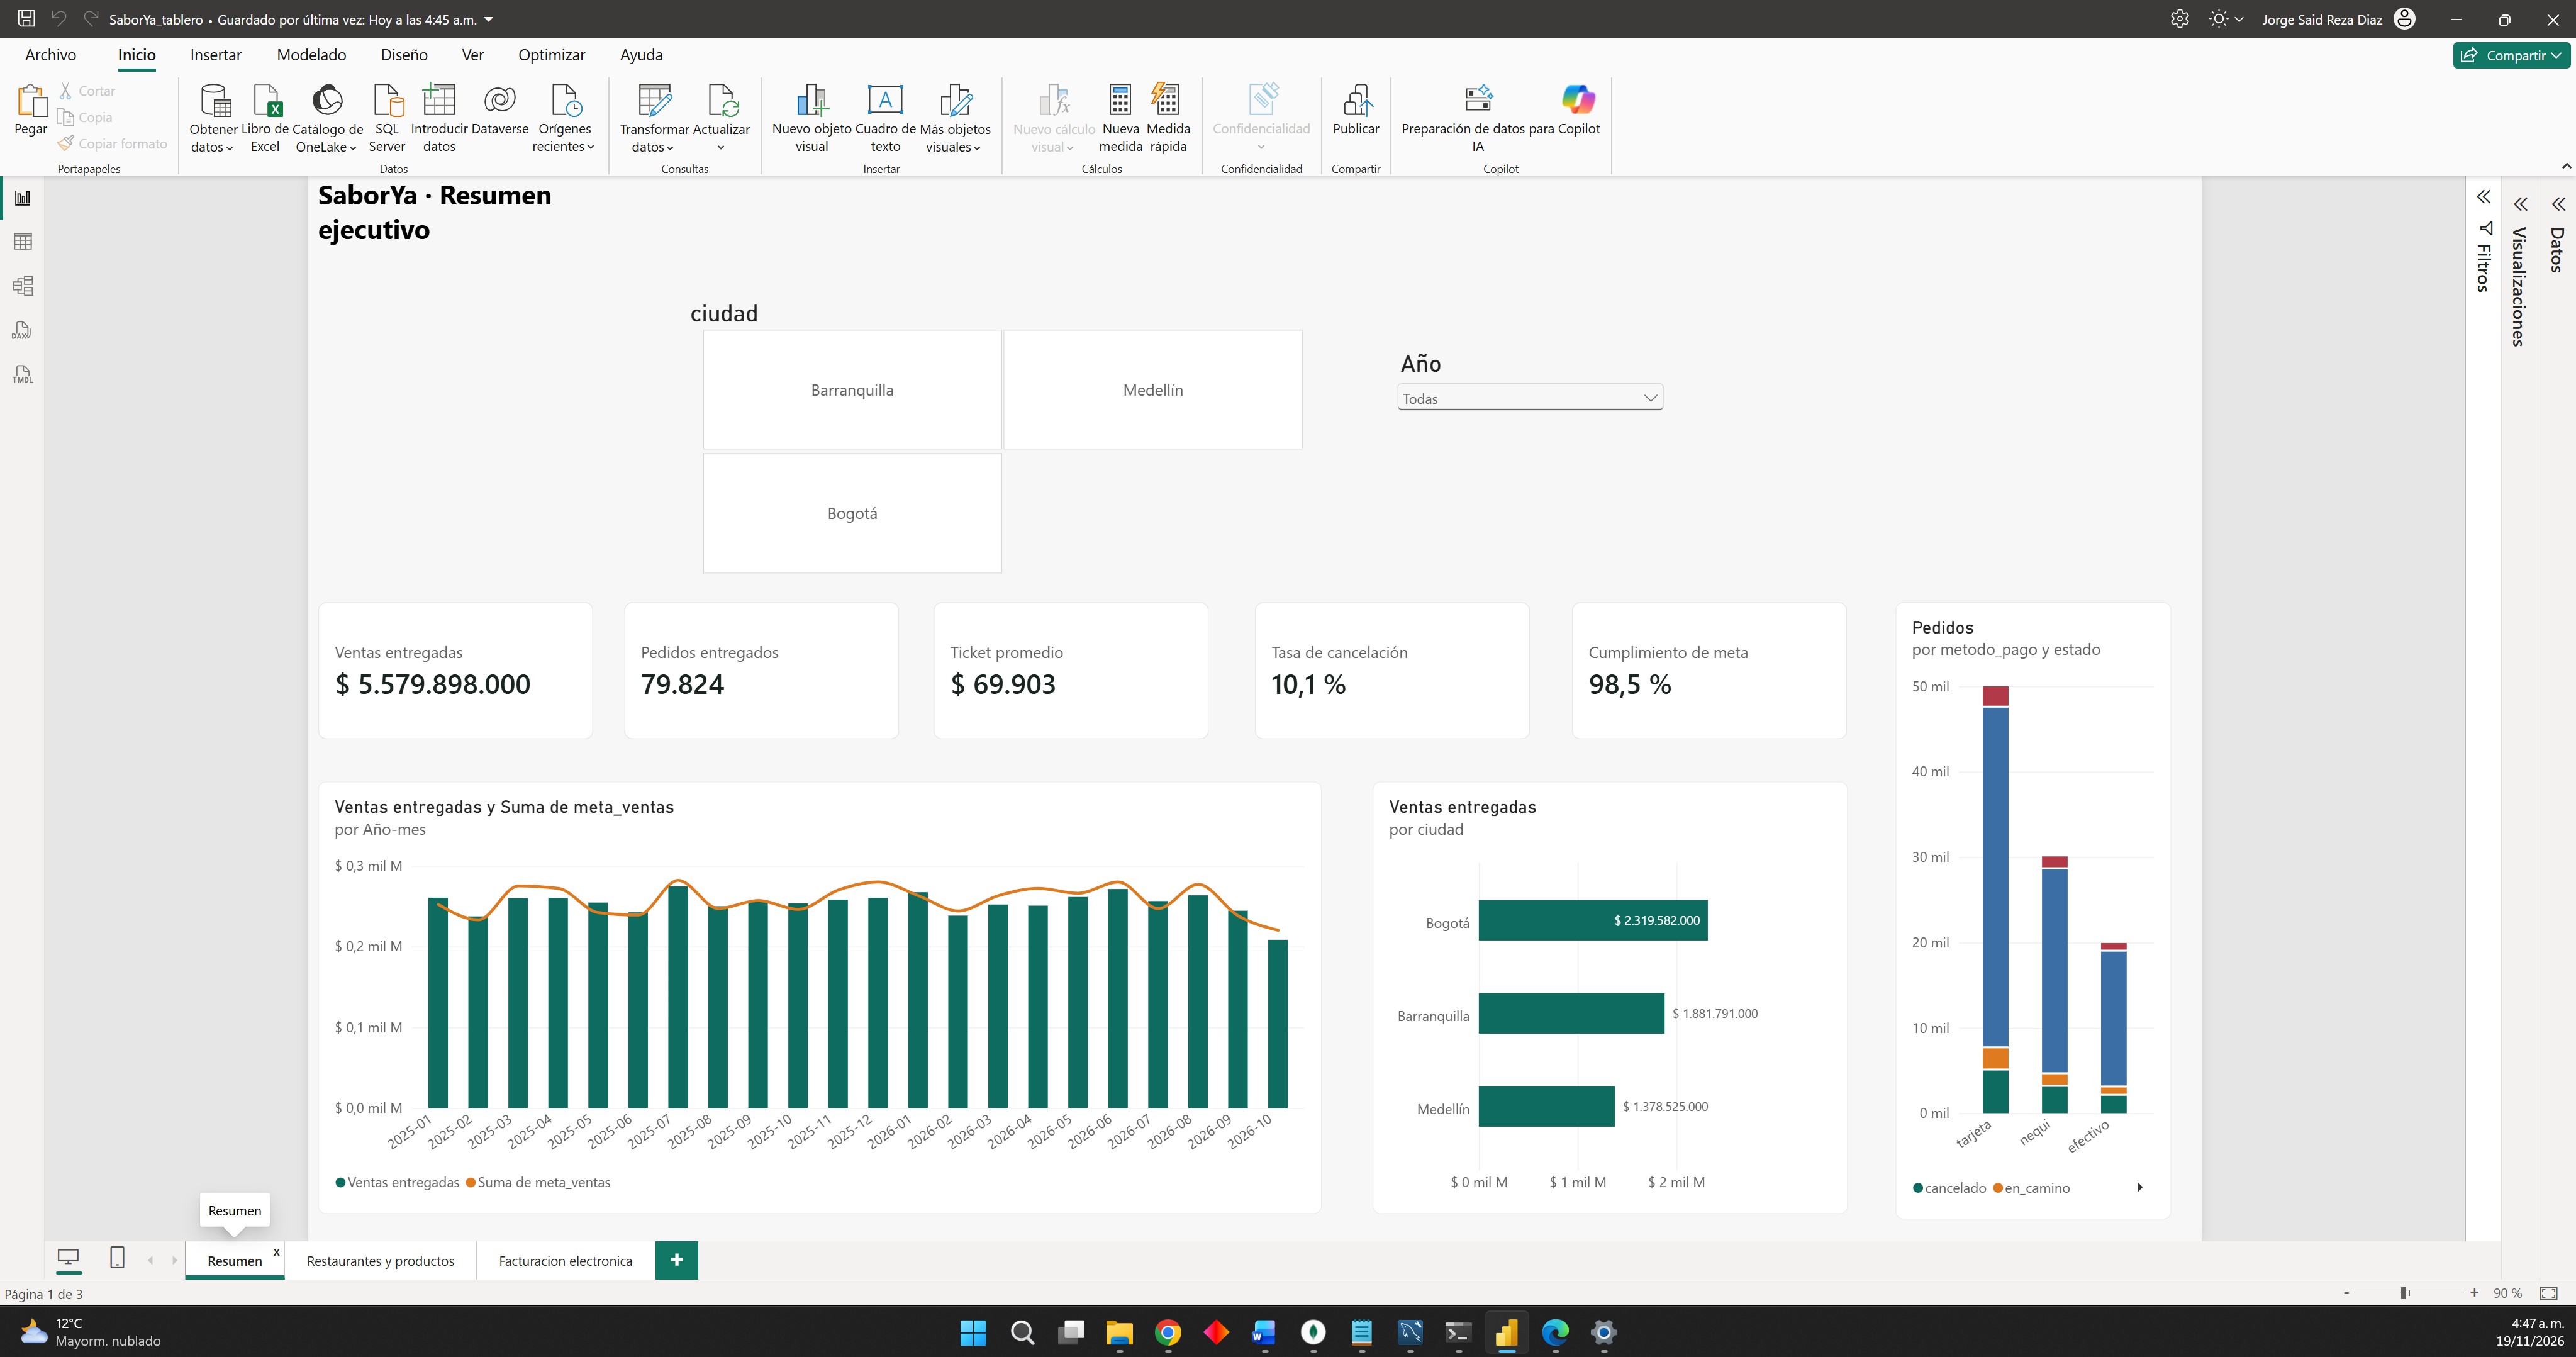 SaborYa_tablero • Guardado por última vez: Hoy a las 4:45 a.m.
Jorge Said Reza Diaz
Archivo
Inicio
Insertar
Modelado
Diseño
Ver
Optimizar
Ayuda
Compartir
Pegar
Cortar
Copia
Copiar formato
Portapapeles
Obtener datos
Libro de Excel
Catálogo de OneLake
SQL Server
Introducir datos
Dataverse
Orígenes recientes
Datos
Transformar datos
Actualizar
Consultas
Nuevo objeto visual
Cuadro de texto
Más objetos visuales
Insertar
Nuevo cálculo visual
Nueva medida
Medida rápida
Cálculos
Confidencialidad
Confidencialidad
Publicar
Compartir
Preparación de datos para IA
Copilot
Copilot
DAX
TMDL
SaborYa · Resumen
ejecutivo
ciudad
Barranquilla
Medellín
Bogotá
Año
Todas
Filtros
Visualizaciones
Datos
Ventas entregadas
$ 5.579.898.000
Pedidos entregados
79.824
Ticket promedio
$ 69.903
Tasa de cancelación
10,1 %
Cumplimiento de meta
98,5 %
Pedidos
por metodo_pago y estado
50 mil
40 mil
30 mil
20 mil
10 mil
0 mil
tarjeta
nequi
efectivo
cancelado
en_camino
Ventas entregadas y Suma de meta_ventas
por Año-mes
$ 0,3 mil M
$ 0,2 mil M
$ 0,1 mil M
$ 0,0 mil M
2025-01
2025-02
2025-03
2025-04
2025-05
2025-06
2025-07
2025-08
2025-09
2025-10
2025-11
2025-12
2026-01
2026-02
2026-03
2026-04
2026-05
2026-06
2026-07
2026-08
2026-09
2026-10
Ventas entregadas
Suma de meta_ventas
Ventas entregadas
por ciudad
Bogotá
$ 2.319.582.000
Barranquilla
$ 1.881.791.000
Medellín
$ 1.378.525.000
$ 0 mil M
$ 1 mil M
$ 2 mil M
Resumen
Resumen
x
Restaurantes y productos
Facturacion electronica
+
Página 1 de 3
- + 90 %
12°C
Mayorm. nublado
4:47 a. m.
19/11/2026